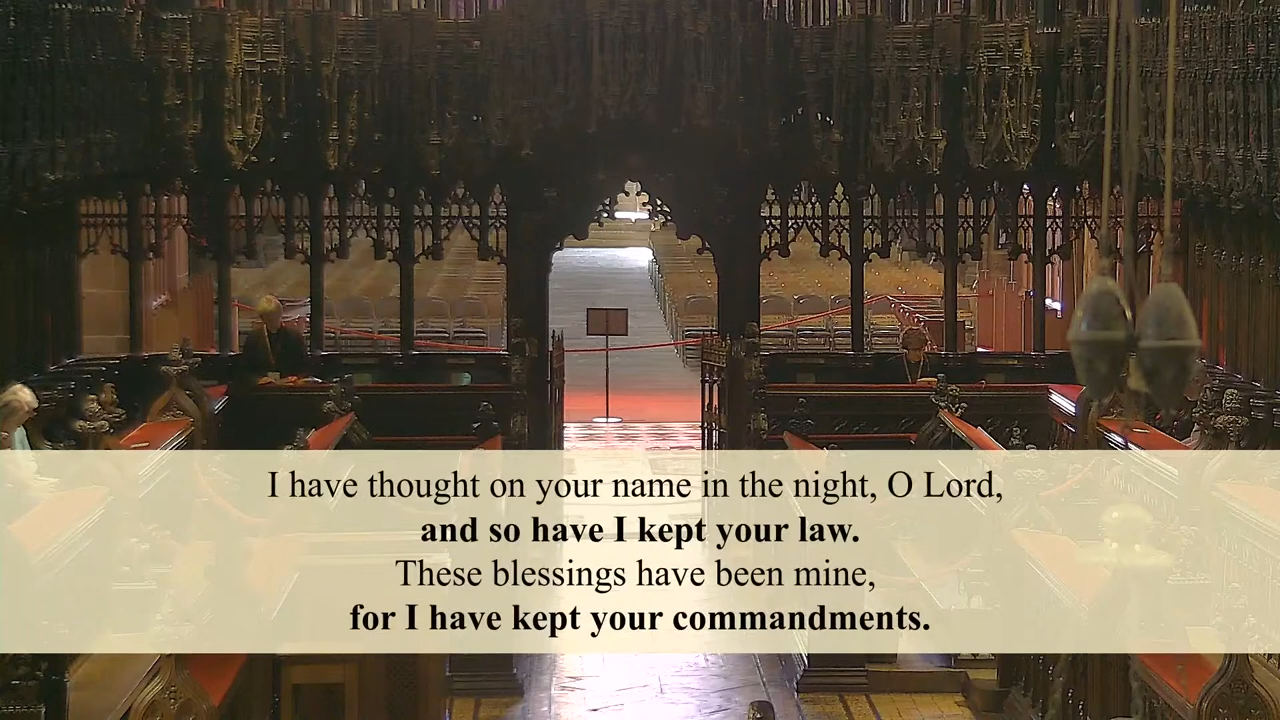 I have thought on your name in the night, O Lord,
and so have I kept your law.
These blessings have been mine,
for I have kept your commandments.